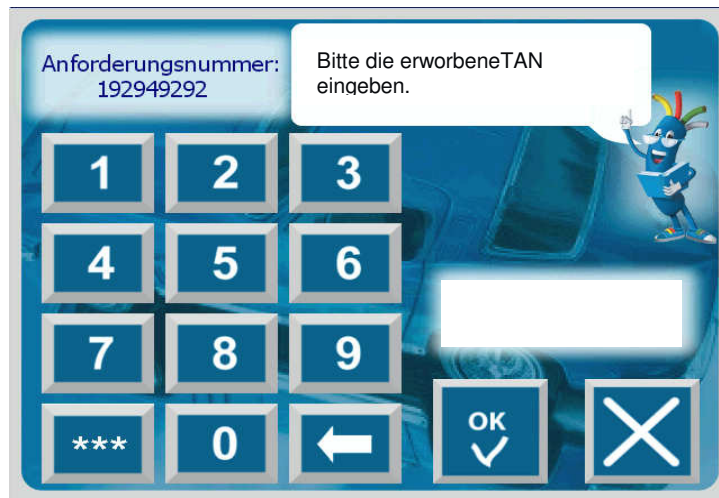 Anforderungsnummer:
192949292
Bitte die erworbeneTAN
eingeben.
1 2 3
4 5 6
7 8 9
*** 0
OK